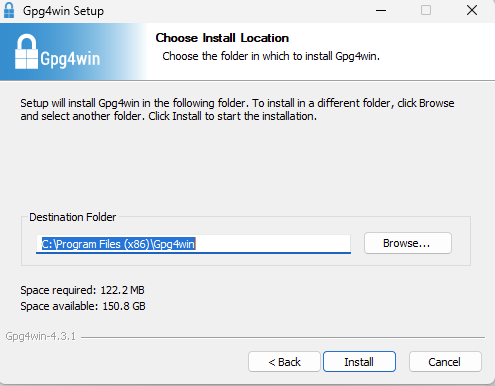 Gpg4win Setup
Gpg4win
Choose Install Location
Choose the folder in which to install Gpg4win.
Setup will install Gpg4win in the following folder. To install in a different folder, click Browse
and select another folder. Click Install to start the installation.
Destination Folder
C:\Program Files (x86)\Gpg4win
Browse...
Space required: 122.2 MB
Space available: 150.8 GB
Gpg4win-4.3.1
< Back
Install
Cancel